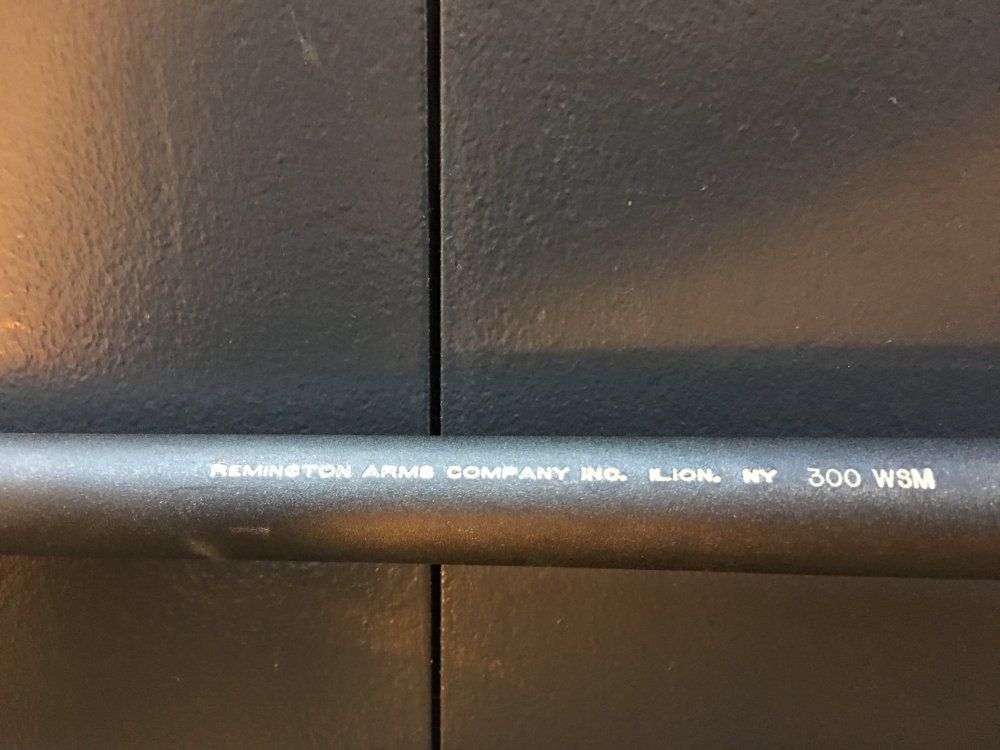 REMINGTON ARMS COMPANY INC. ILION. NY 300 WSM